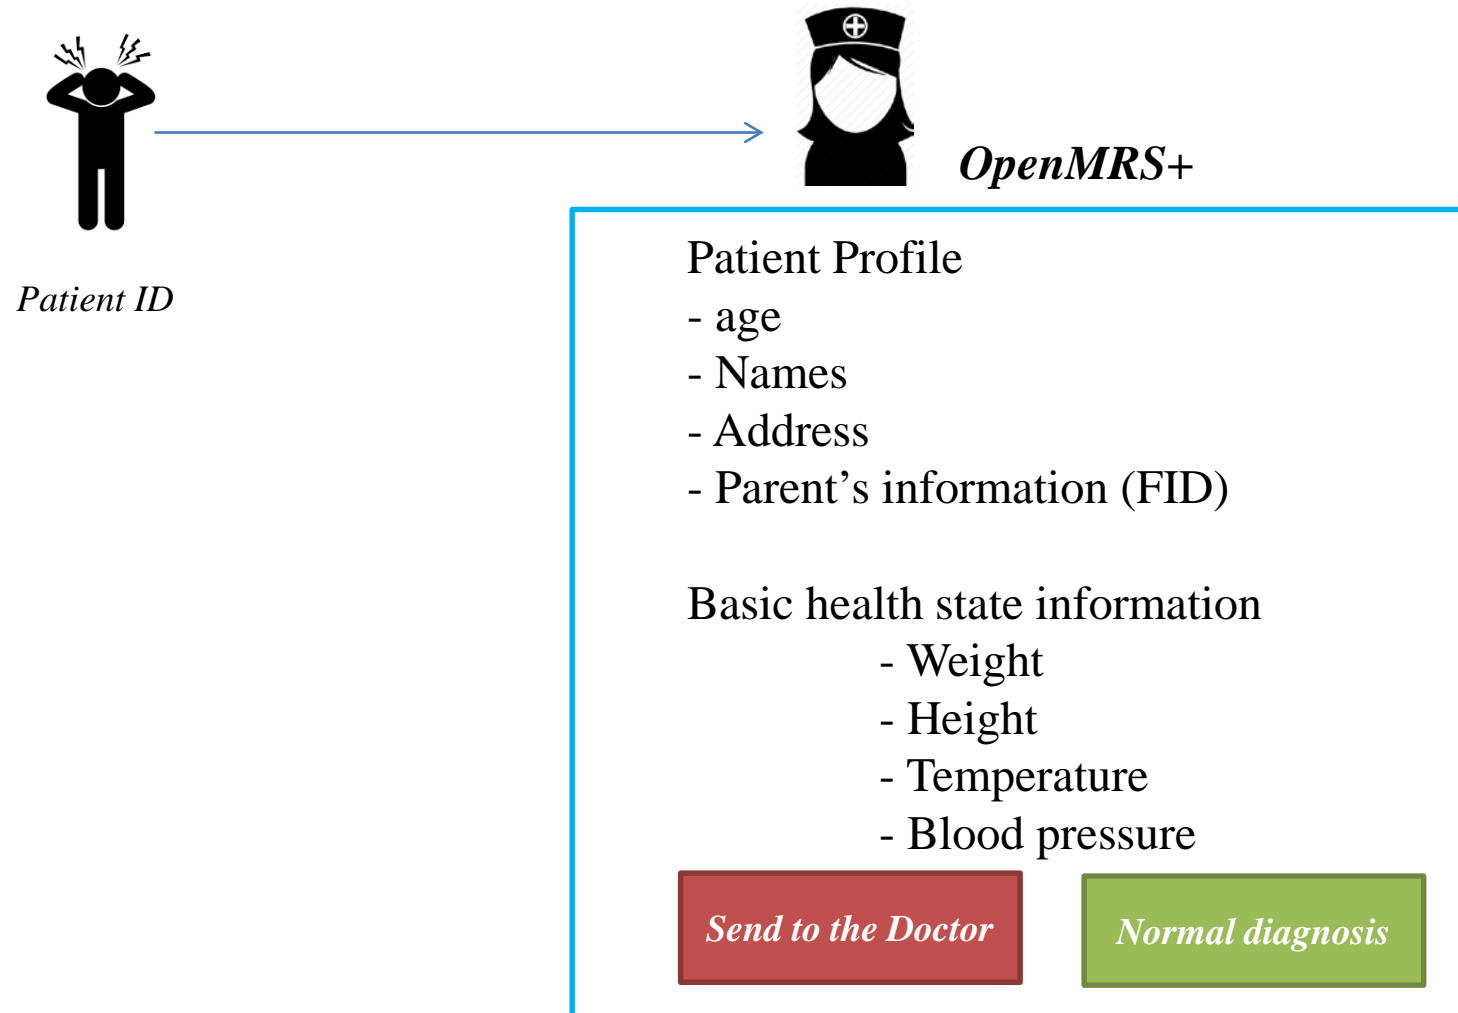 OpenMRS+
Patient ID
Patient Profile
- age
- Names
- Address
- Parent’s information (FID)
Basic health state information
- Weight
- Height
- Temperature
- Blood pressure
Send to the Doctor
Normal diagnosis